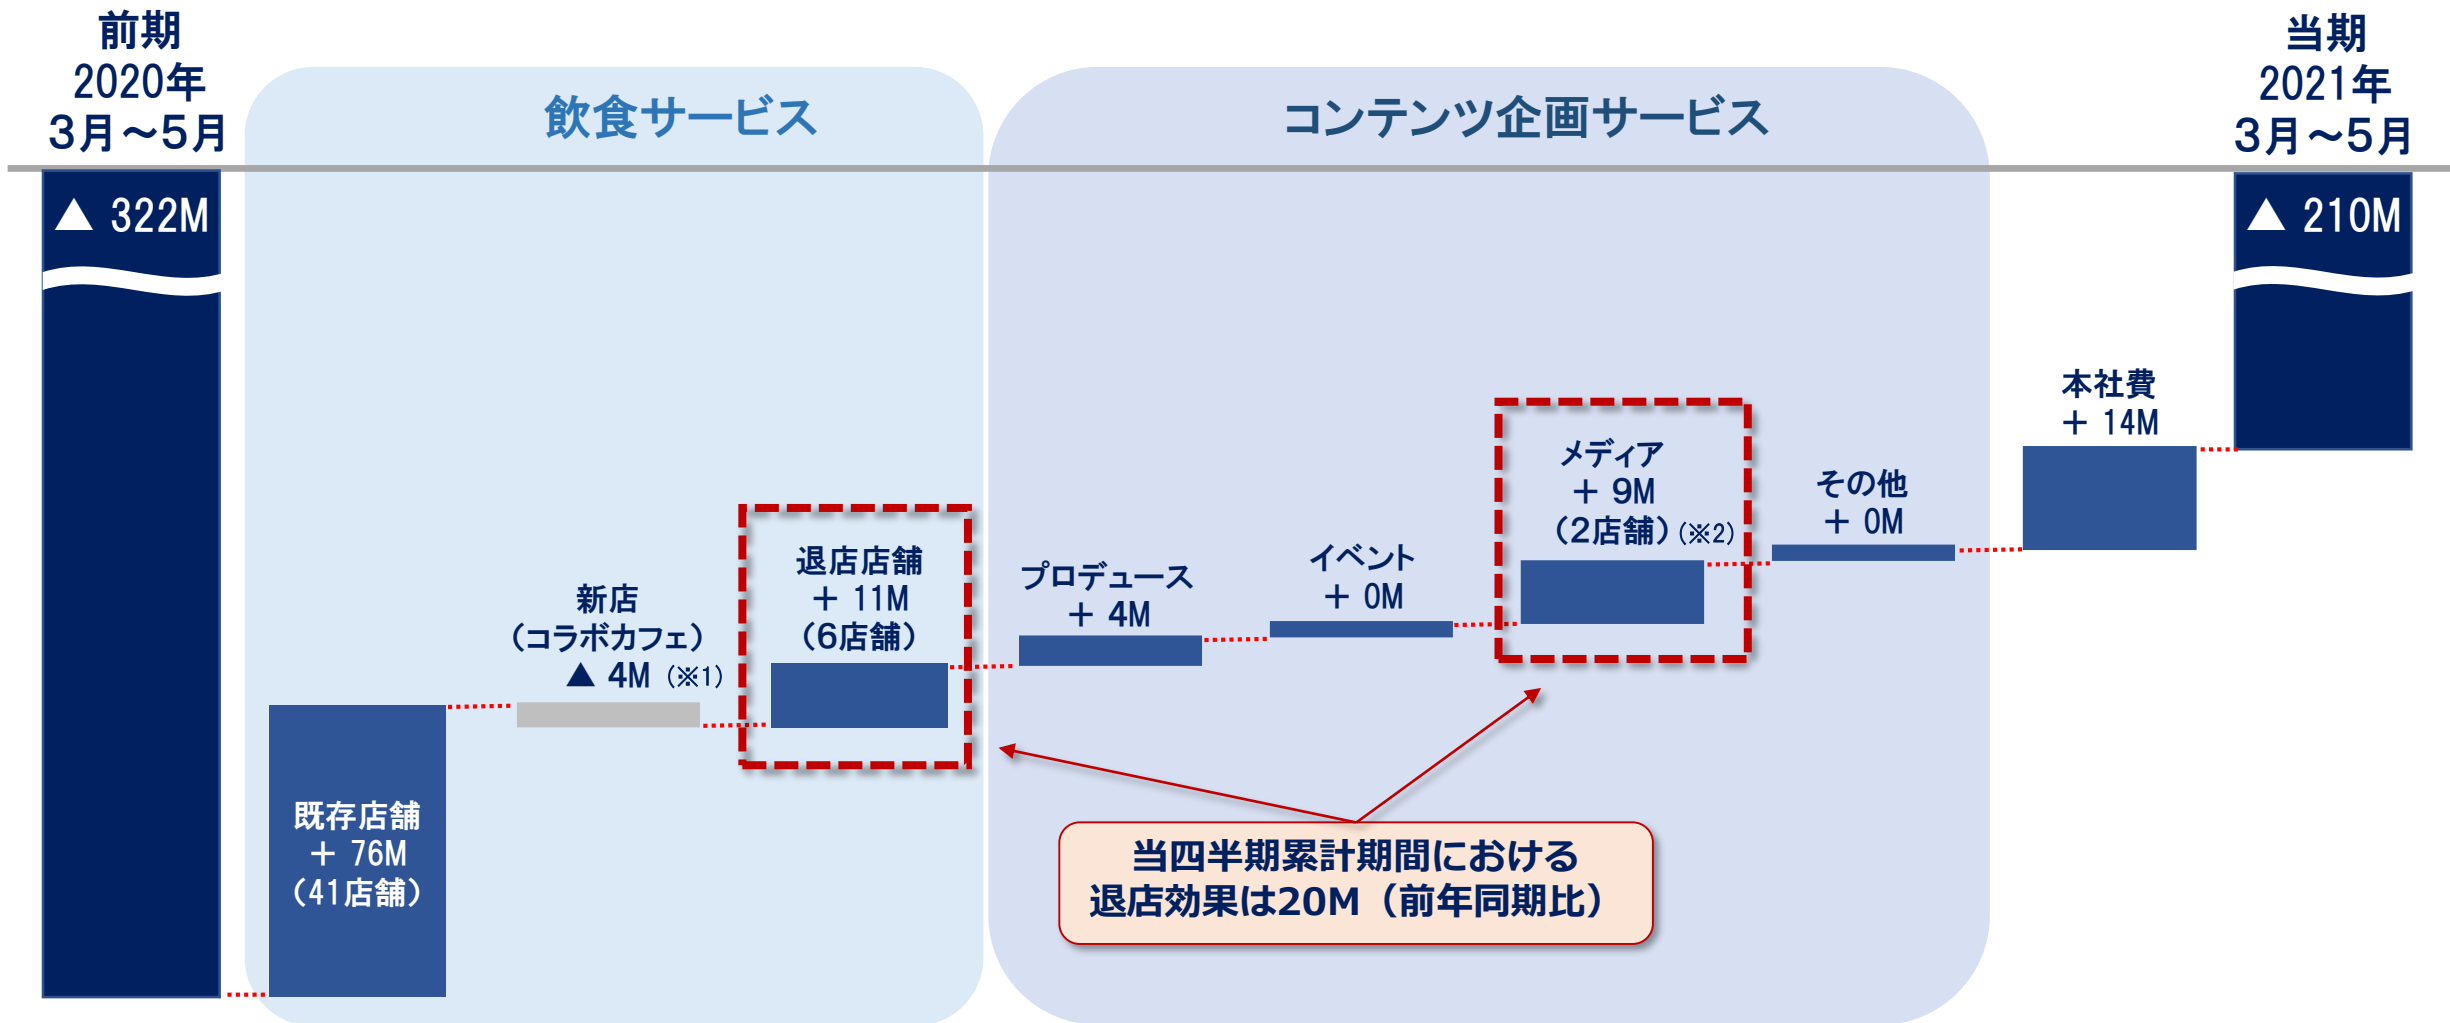 前期
2020年
3月～5月
飲食サービス
コンテンツ企画サービス
当期
2021年
3月～5月
▲ 322M
▲ 210M
既存店舗
＋ 76M
（41店舗）
新店
（コラボカフェ）
▲ 4M（※1）
退店店舗
＋ 11M
（6店舗）
プロデュース
＋ 4M
イベント
＋ 0M
メディア
＋ 9M
（2店舗）（※2）
その他
＋ 0M
本社費
＋ 14M
当四半期累計期間における
退店効果は20M（前年同期比）